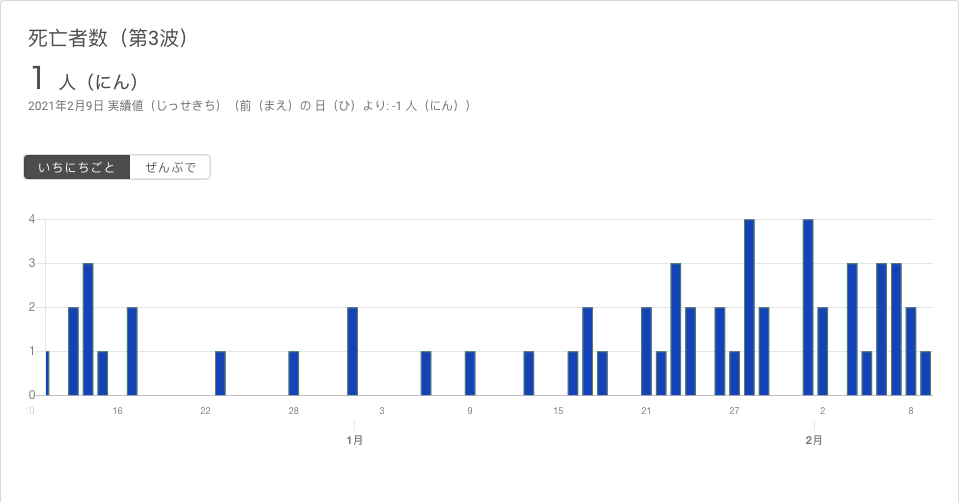 死亡者数（第3波）
1 人（にん）
2021年2月9日 実績値（じっせきち）（前（まえ）の 日（ひ）より: -1 人（にん））
いちにちごと ぜんぶで
4
3
2
1
0
10 16 22 28 3 9 15 21 27 2 8
1月 2月